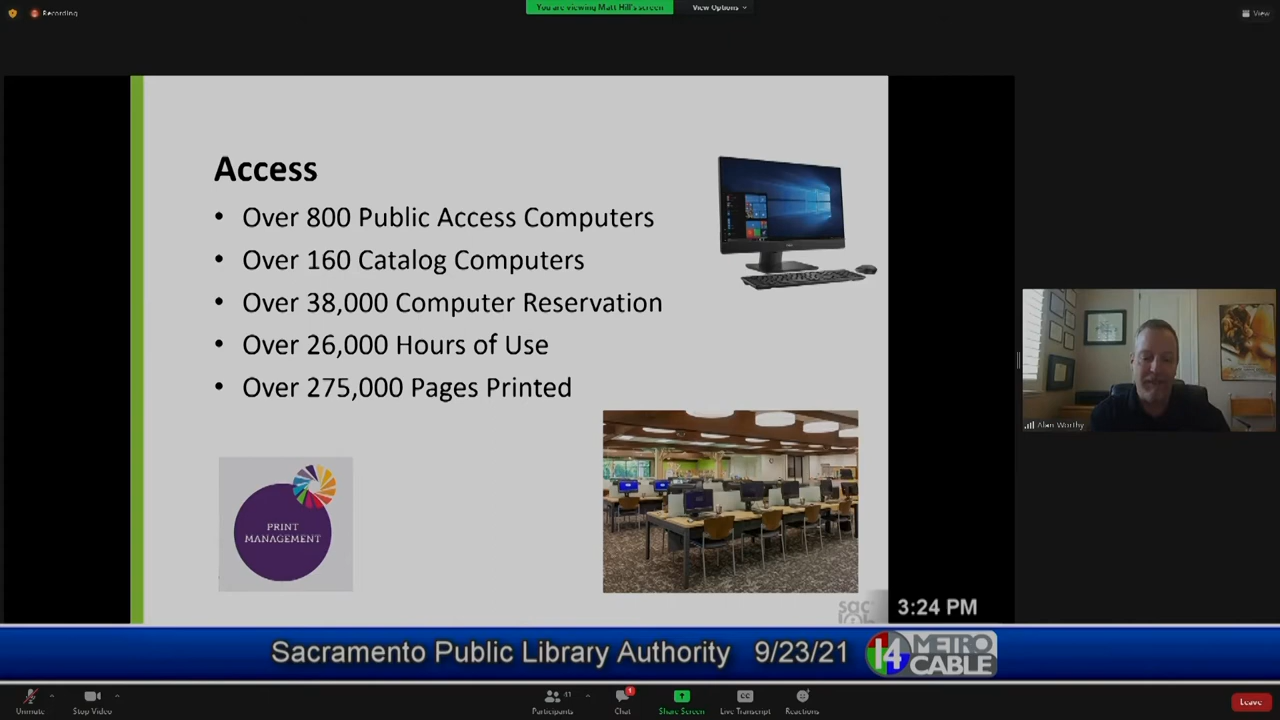 Recording
You are viewing Matt Hill's screen
View Options
View
Access
• Over 800 Public Access Computers
• Over 160 Catalog Computers
• Over 38,000 Computer Reservation
• Over 26,000 Hours of Use
• Over 275,000 Pages Printed
PRINT
MANAGEMENT
Alan Worthy
sac
3:24 PM
Sacramento Public Library Authority 9/23/21
14 METRO
CABLE
Unmute
Stop Video
41
Participants
Chat
Share Screen
CC
Live Transcript
Reactions
Leave